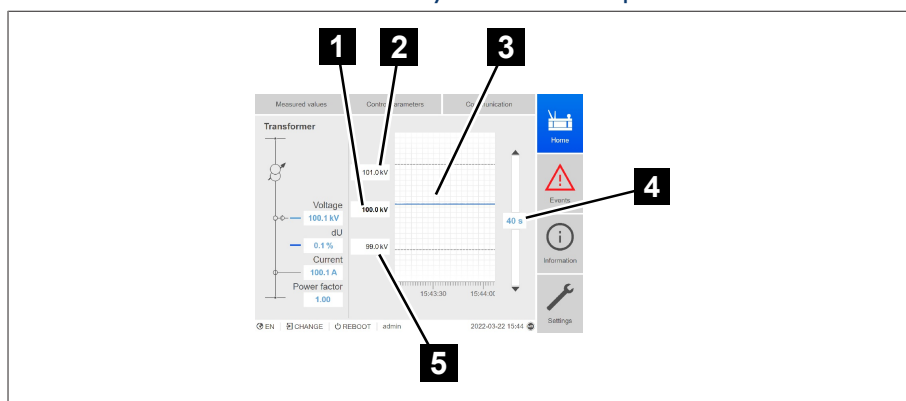 1 2 3
Measured values Control parameters Communication
Transformer
Home
101.0 kV
4
Events
Voltage 100.0 kV
100.1 kV 40 s
dU
0.1 % 99.0 kV
Information
Current
100.1 A
Power factor 15:43:30 15:44:00
1.00
Settings
EN CHANGE REBOOT admin 2022-03-22 15:44
5